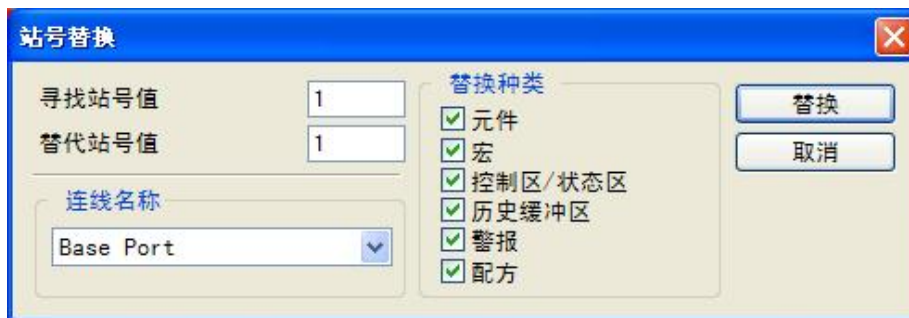 站号替换
寻找站号值 1
替代站号值 1
连线名称
Base Port
替换种类
元件
宏
控制区/状态区
历史缓冲区
警报
配方
替换
取消